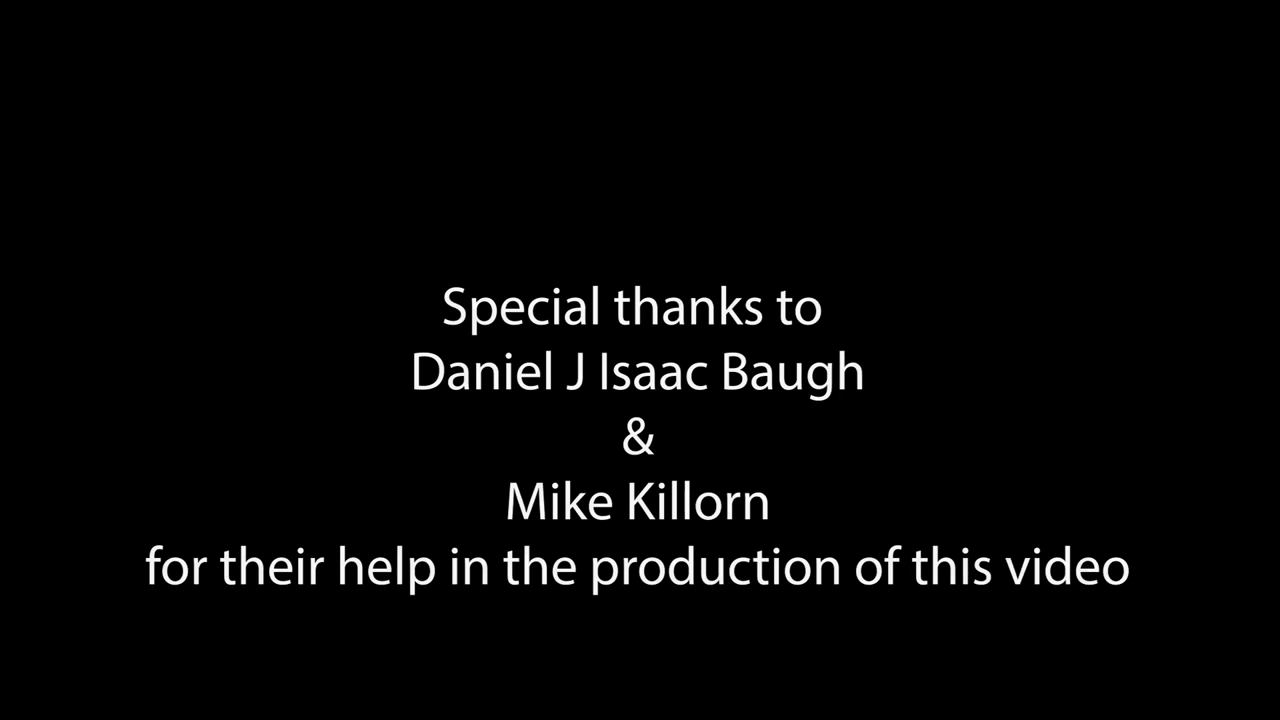 Special thanks to
Daniel J Isaac Baugh
&
Mike Killorn
for their help in the production of this video